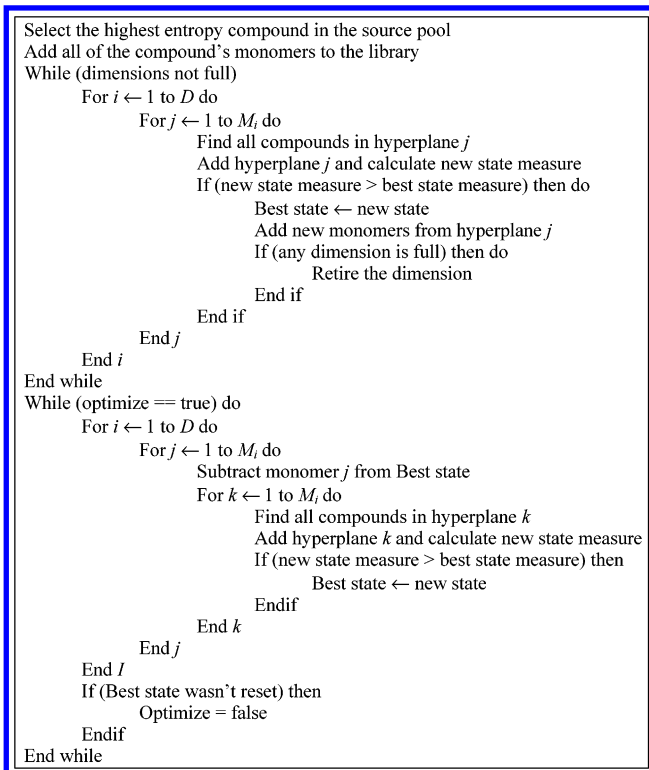 Select the highest entropy compound in the source pool
Add all of the compound's monomers to the library
While (dimensions not full)
For i ← 1 to D do
For j ← 1 to Mi do
Find all compounds in hyperplane j
Add hyperplane j and calculate new state measure
If (new state measure > best state measure) then do
Best state ← new state
Add new monomers from hyperplane j
If (any dimension is full) then do
Retire the dimension
End if
End if
End j
End i
End while
While (optimize == true) do
For i ← 1 to D do
For j ← 1 to Mi do
Subtract monomer j from Best state
For k ← 1 to Mi do
Find all compounds in hyperplane k
Add hyperplane k and calculate new state measure
If (new state measure > best state measure) then
Best state ← new state
Endif
End k
End j
End I
If (Best state wasn't reset) then
Optimize = false
Endif
End while